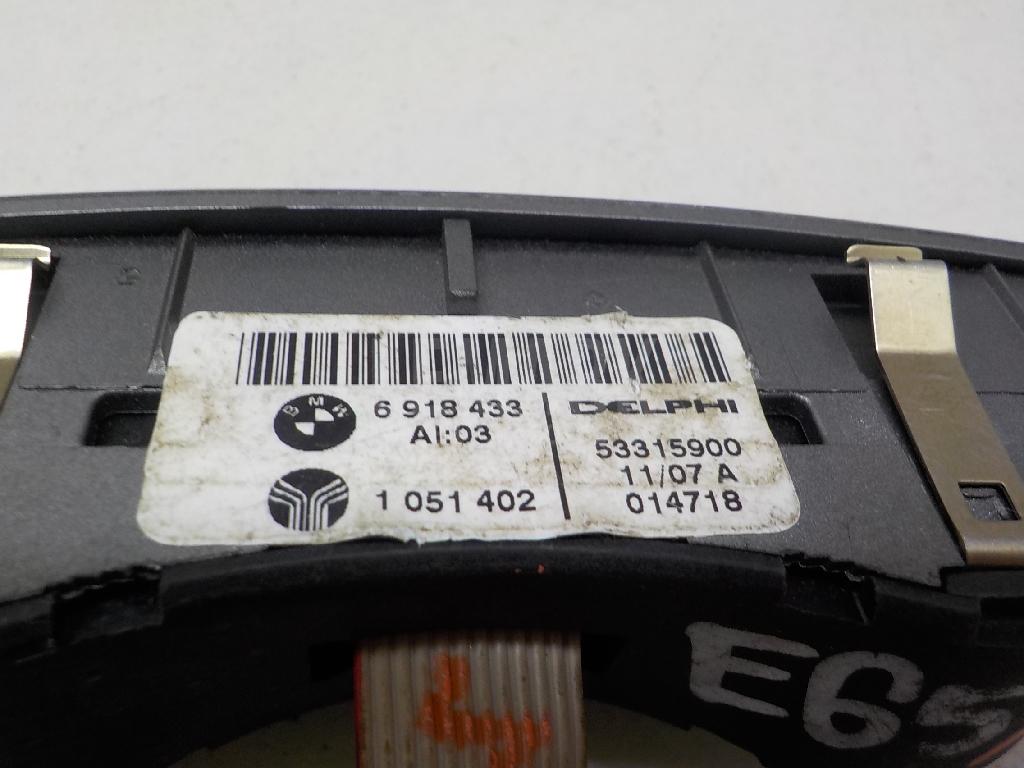 BMW 6 918 433
AI:03
1 051 402
DELPHI
53315900
11/07 A
014718
E65